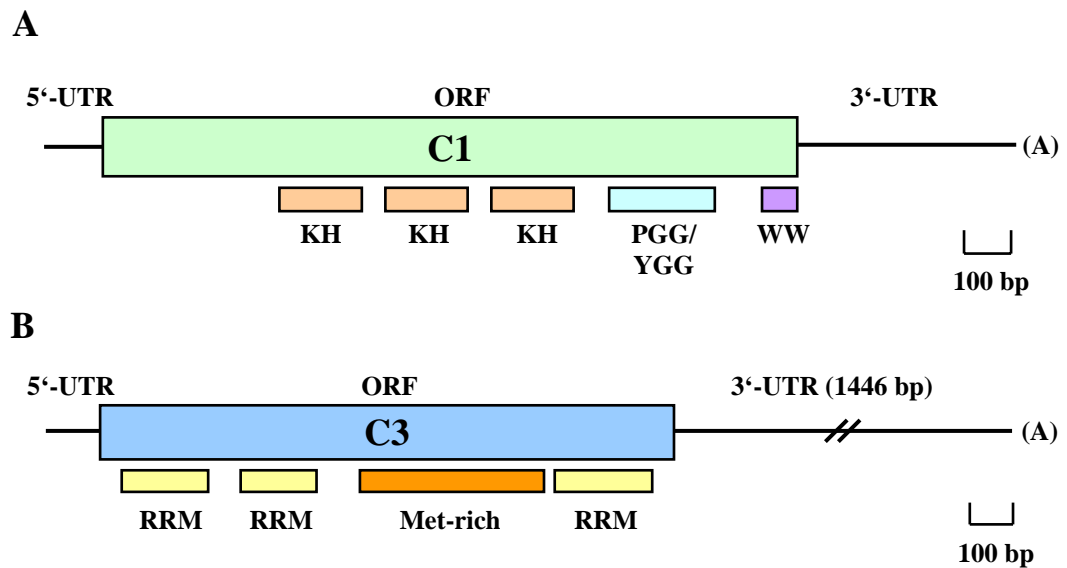 A
5‘-UTR ORF 3‘-UTR
C1 (A)
KH KH KH PGG/ WW
YGG
100 bp
B
5‘-UTR ORF 3‘-UTR (1446 bp)
C3 (A)
RRM RRM Met-rich RRM
100 bp